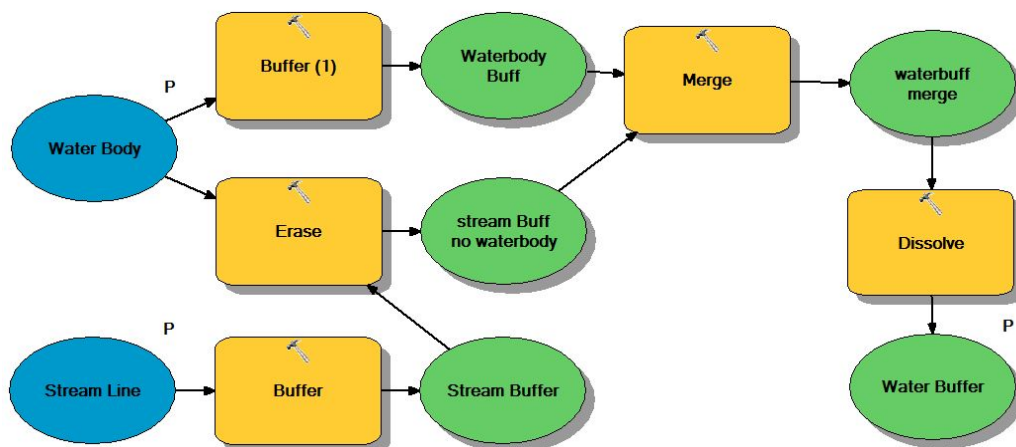 P
Buffer (1)
Waterbody
Buff
Merge
waterbuff
merge
Water Body
Erase
stream Buff
no waterbody
Dissolve
P
Stream Line
Buffer
Stream Buffer
P
Water Buffer